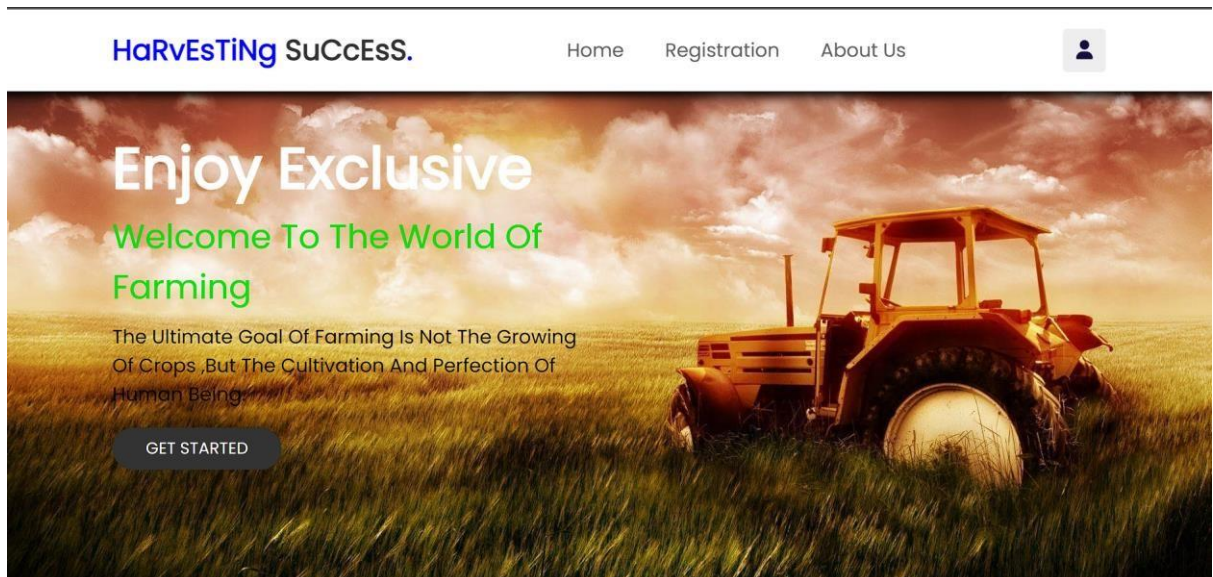 HaRvEsTiNg SuCcEsS.
Home Registration About Us
Enjoy Exclusive
Welcome To The World Of
Farming
The Ultimate Goal Of Farming Is Not The Growing
Of Crops ,But The Cultivation And Perfection Of
Human Being.
GET STARTED